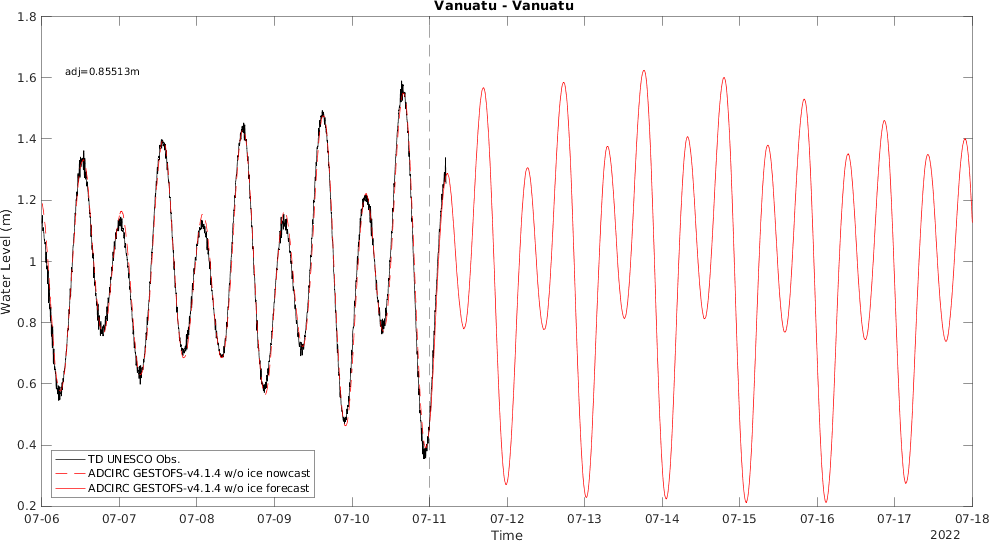 Vanuatu - Vanuatu
1.8
1.6
1.4
1.2
1
0.8
0.6
0.4
0.2
Water Level (m)
adj=0.85513m
TD UNESCO Obs.
ADCIRC GESTOFS-v4.1.4 w/o ice nowcast
ADCIRC GESTOFS-v4.1.4 w/o ice forecast
07-06 07-07 07-08 07-09 07-10 07-11 07-12 07-13 07-14 07-15 07-16 07-17 07-18
Time
2022